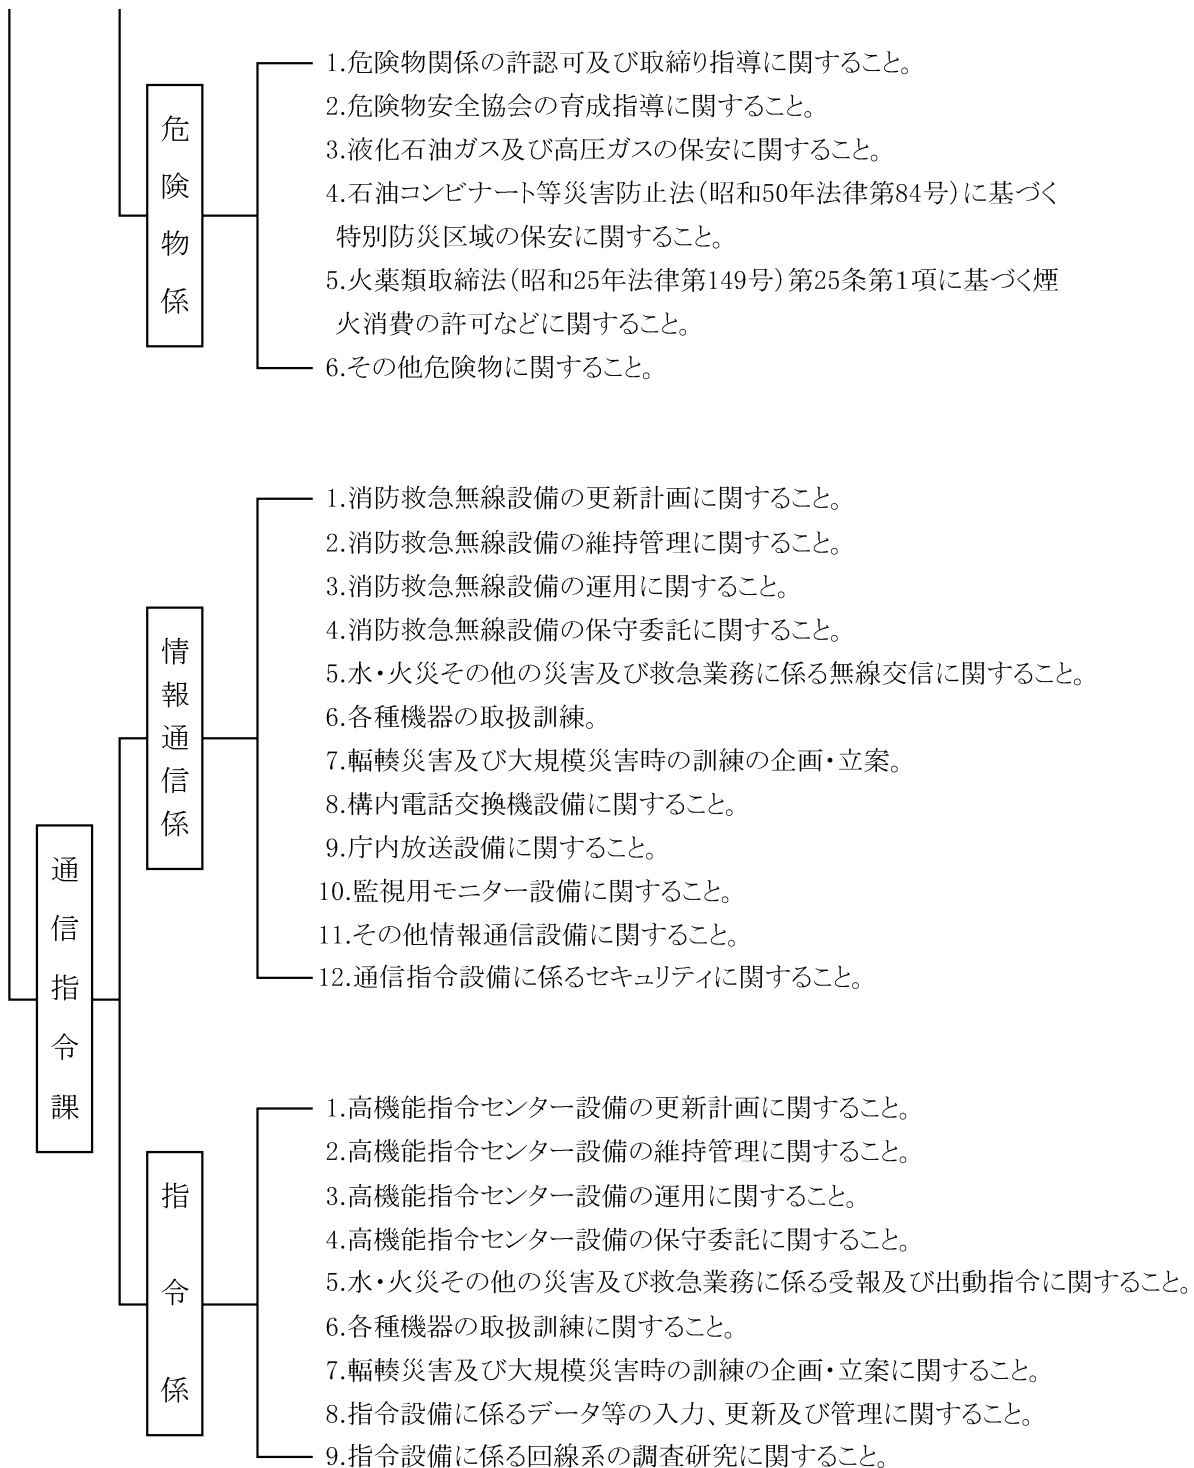 危険物係
1.危険物関係の許認可及び取締り指導に関すること。
2.危険物安全協会の育成指導に関すること。
3.液化石油ガス及び高圧ガスの保安に関すること。
4.石油コンビナート等災害防止法（昭和50年法律第84号）に基づく
特別防災区域の保安に関すること。
5.火薬類取締法（昭和25年法律第149号）第25条第1項に基づく煙
火消費の許可などに関すること。
6.その他危険物に関すること。
通信指令課
情報通信係
1.消防救急無線設備の更新計画に関すること。
2.消防救急無線設備の維持管理に関すること。
3.消防救急無線設備の運用に関すること。
4.消防救急無線設備の保守委託に関すること。
5.水・火災その他の災害及び救急業務に係る無線交信に関すること。
6.各種機器の取扱訓練。
7.輻輳災害及び大規模災害時の訓練の企画・立案。
8.構内電話交換機設備に関すること。
9.庁内放送設備に関すること。
10.監視用モニター設備に関すること。
11.その他情報通信設備に関すること。
12.通信指令設備に係るセキュリティに関すること。
指令係
1.高機能指令センター設備の更新計画に関すること。
2.高機能指令センター設備の維持管理に関すること。
3.高機能指令センター設備の運用に関すること。
4.高機能指令センター設備の保守委託に関すること。
5.水・火災その他の災害及び救急業務に係る受報及び出動指令に関すること。
6.各種機器の取扱訓練に関すること。
7.輻輳災害及び大規模災害時の訓練の企画・立案に関すること。
8.指令設備に係るデータ等の入力、更新及び管理に関すること。
9.指令設備に係る回線系の調査研究に関すること。